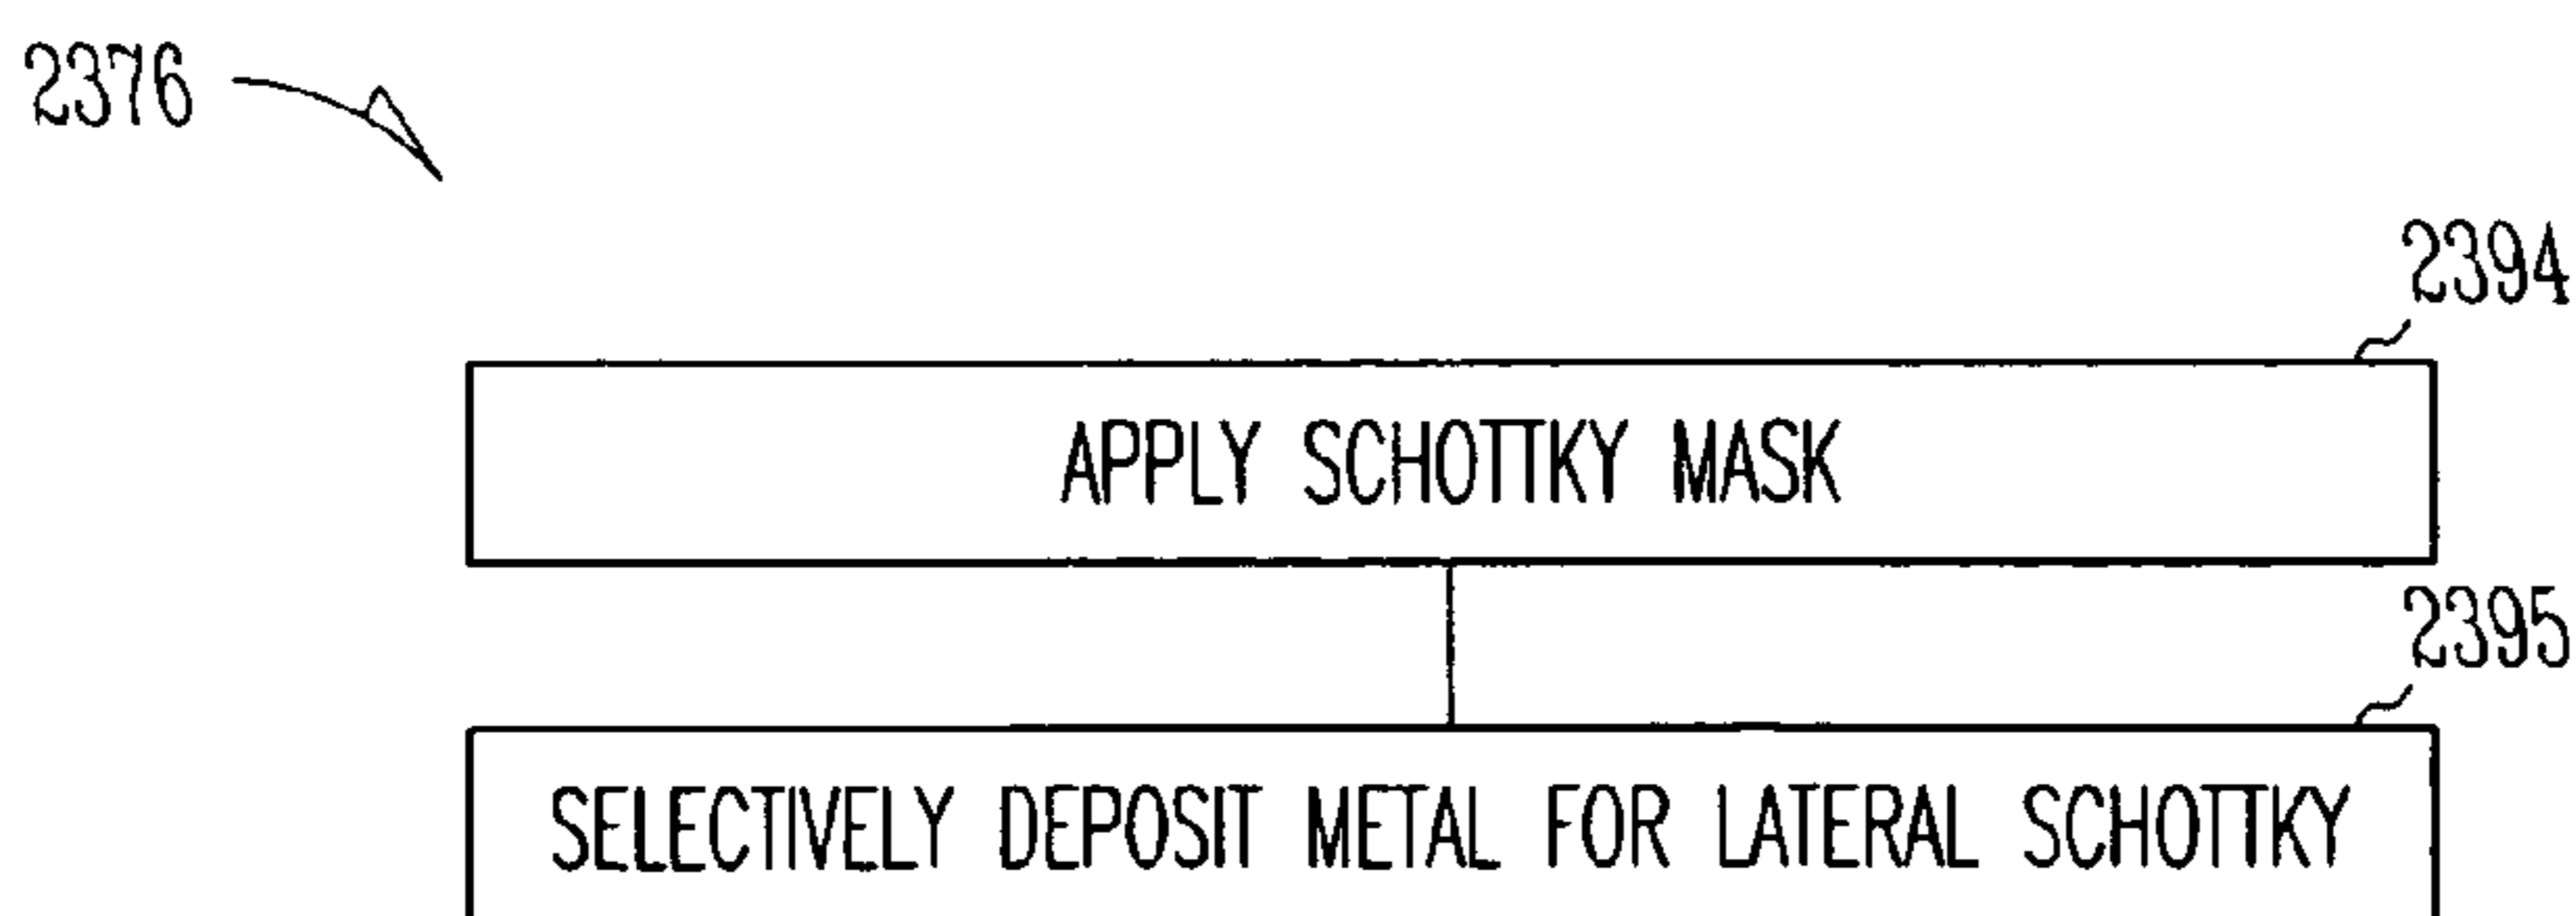 2376
2394
APPLY SCHOTTKY MASK
2395
SELECTIVELY DEPOSIT METAL FOR LATERAL SCHOTTKY